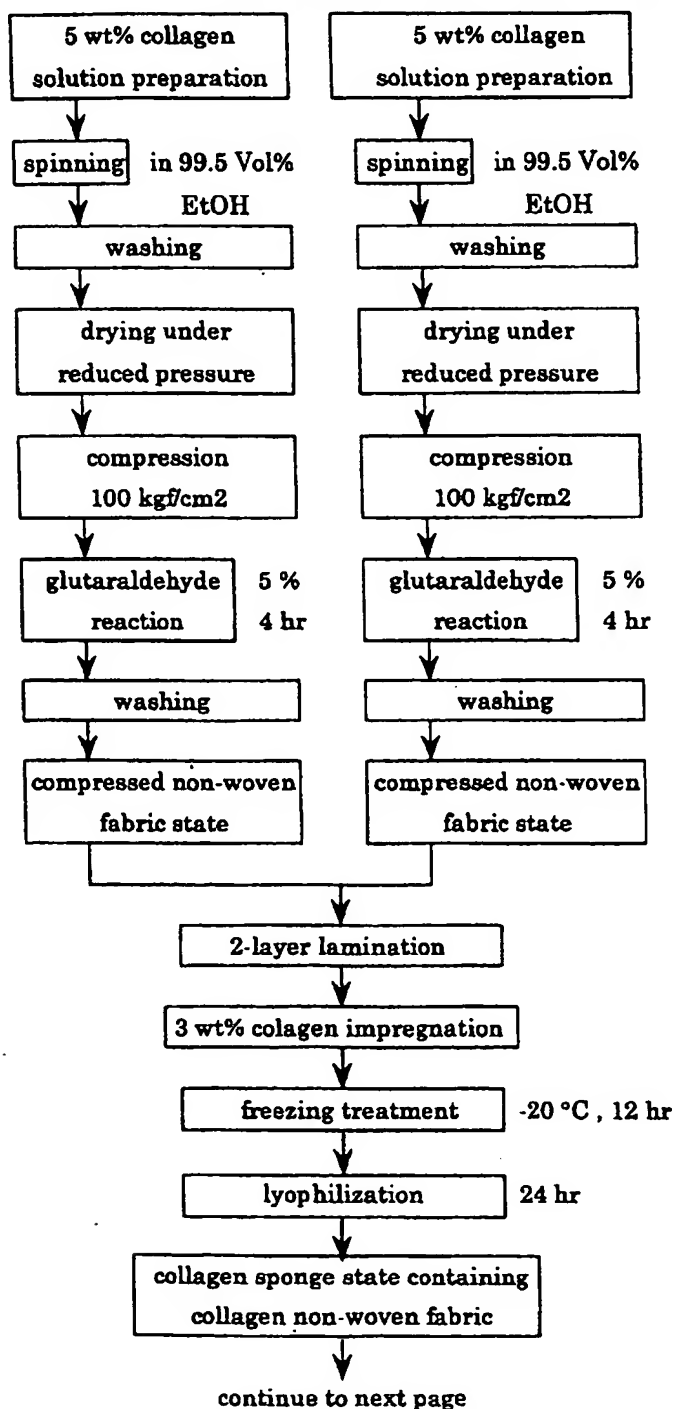 5 wt% collagen
solution preparation
spinning in 99.5 Vol%
EtOH
washing
drying under
reduced pressure
compression
100 kgf/cm2
glutaraldehyde 5 %
reaction 4 hr
washing
compressed non-woven
fabric state
5 wt% collagen
solution preparation
spinning in 99.5 Vol%
EtOH
washing
drying under
reduced pressure
compression
100 kgf/cm2
glutaraldehyde 5 %
reaction 4 hr
washing
compressed non-woven
fabric state
2-layer lamination
3 wt% colagen impregnation
freezing treatment -20 °C , 12 hr
lyophilization 24 hr
collagen sponge state containing
collagen non-woven fabric
continue to next page